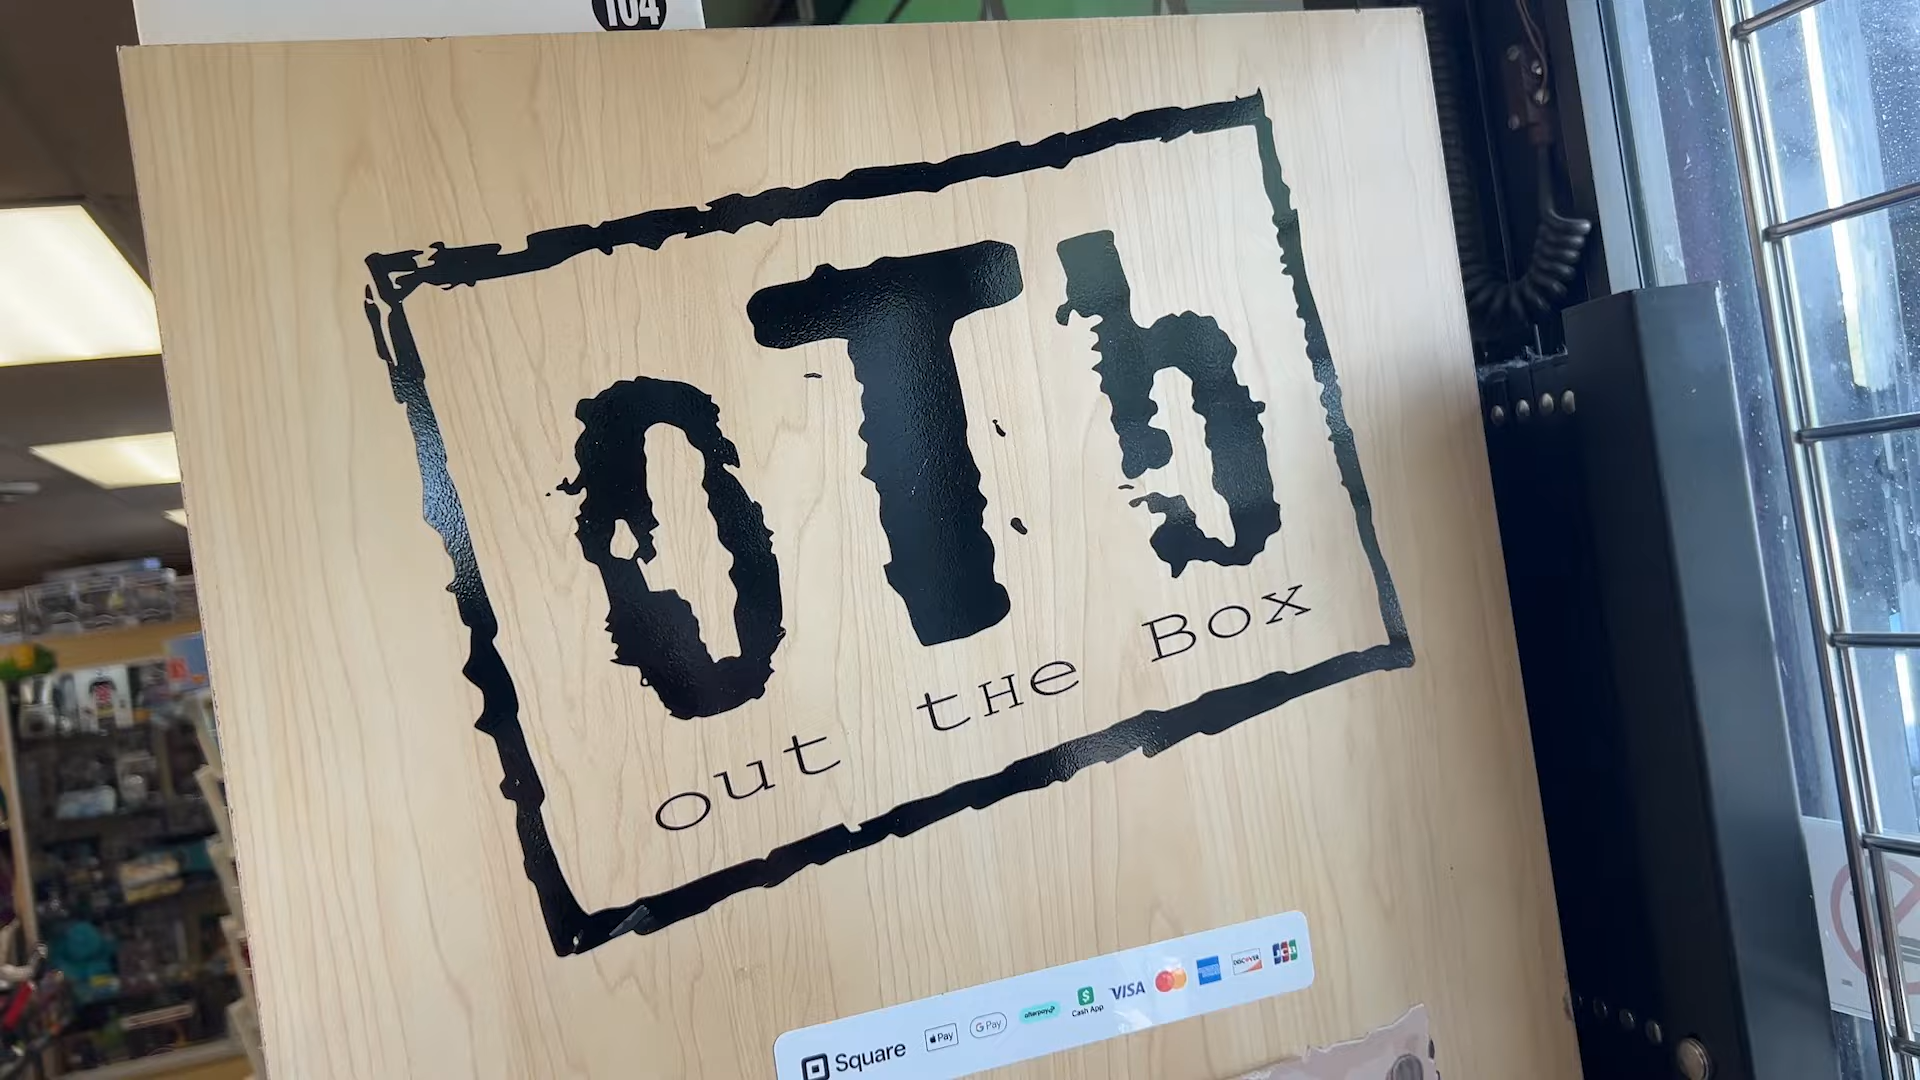 104
oTb
out tHe Box
Square Pay G Pay afterpay Cash App VISA DISCOVER JCB